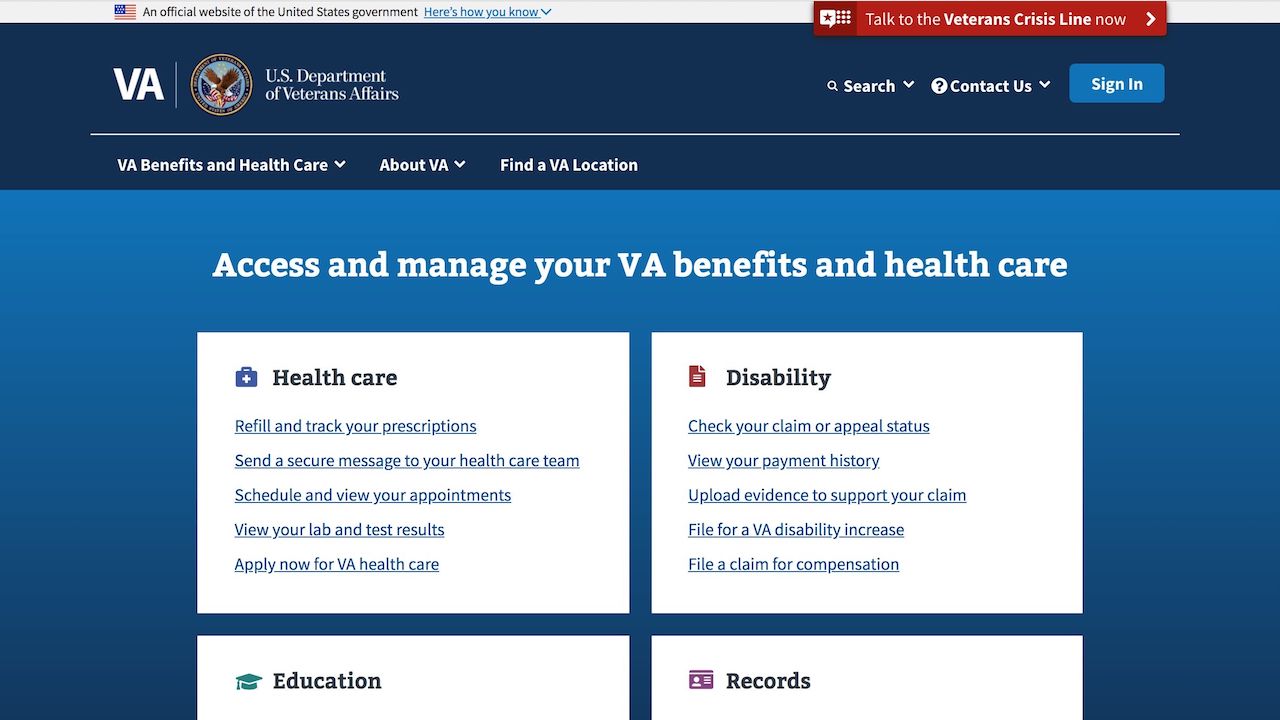 An official website of the United States government Here's how you know
Talk to the Veterans Crisis Line now
VA
U.S. Department
of Veterans Affairs
Search
Contact Us
Sign In
VA Benefits and Health Care
About VA
Find a VA Location
Access and manage your VA benefits and health care
Health care
Refill and track your prescriptions
Send a secure message to your health care team
Schedule and view your appointments
View your lab and test results
Apply now for VA health care
Disability
Check your claim or appeal status
View your payment history
Upload evidence to support your claim
File for a VA disability increase
File a claim for compensation
Education
Records